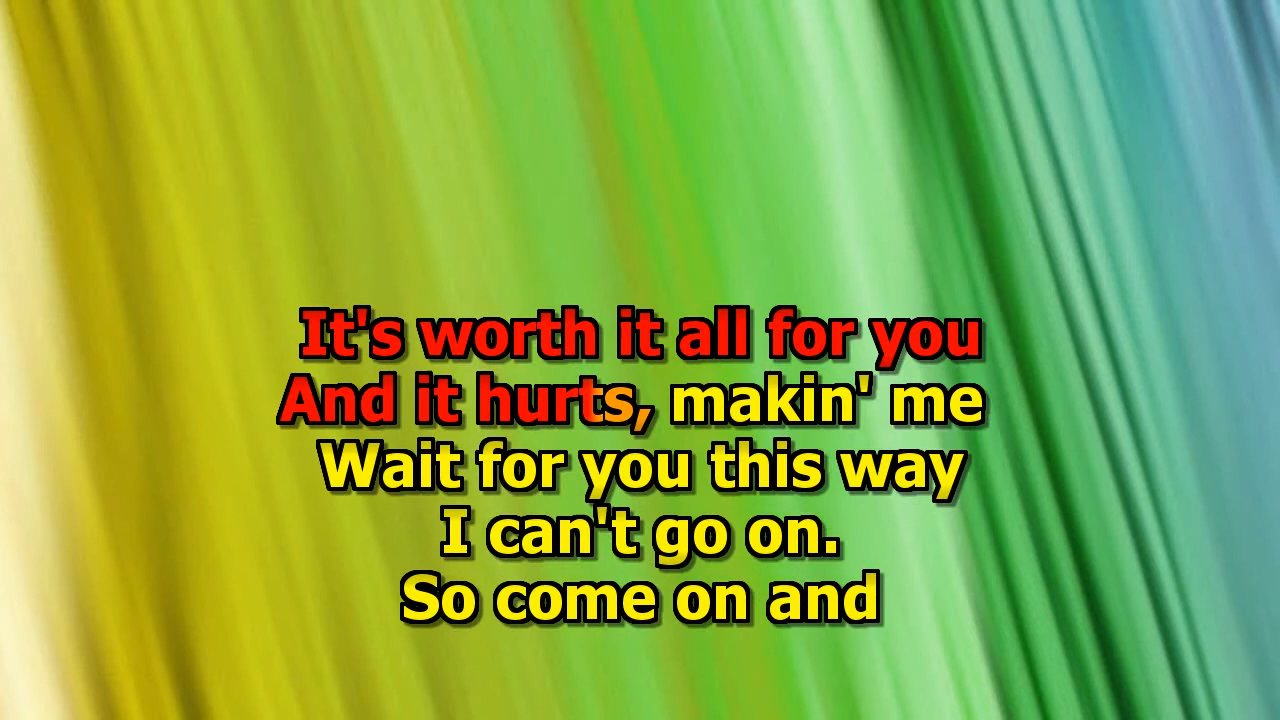 It's worth it all for you
And it hurts, makin' me
Wait for you this way
I can't go on.
So come on and